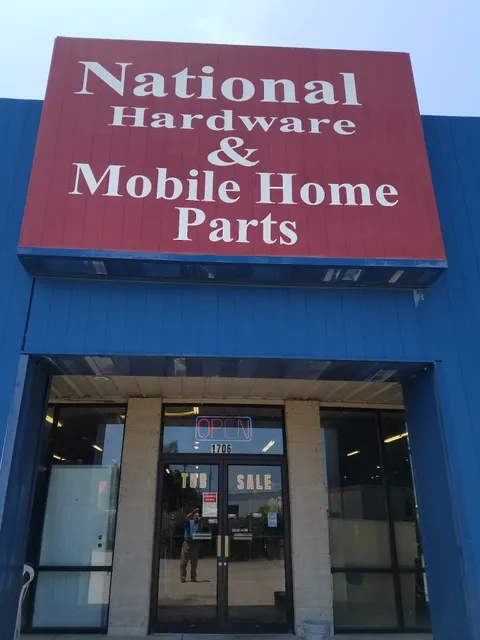 National
Hardware
&
Mobile Home
Parts
OPEN
1706
TUB SALE